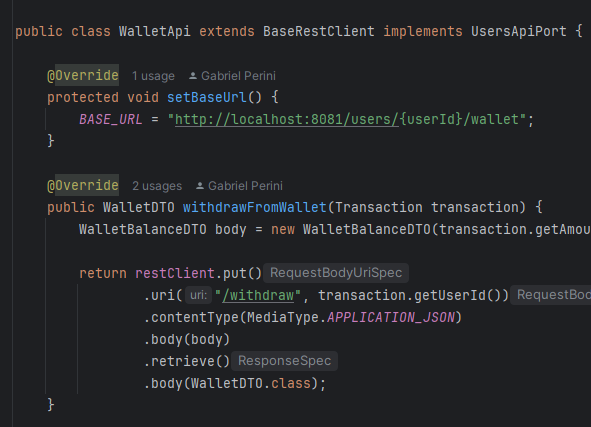 public class WalletApi extends BaseRestClient implements UsersApiPort {
@Override 1 usage Gabriel Perini
protected void setBaseUrl() {
BASE_URL = "http://localhost:8081/users/{userId}/wallet";
}
@Override 2 usages Gabriel Perini
public WalletDTO withdrawFromWallet(Transaction transaction) {
WalletBalanceDTO body = new WalletBalanceDTO(transaction.getAmou
return restClient.put() RequestBodyUriSpec
.uri( uri: "/withdraw", transaction.getUserId()) RequestBod
.contentType(MediaType.APPLICATION_JSON)
.body(body)
.retrieve() ResponseSpec
.body(WalletDTO.class);
}